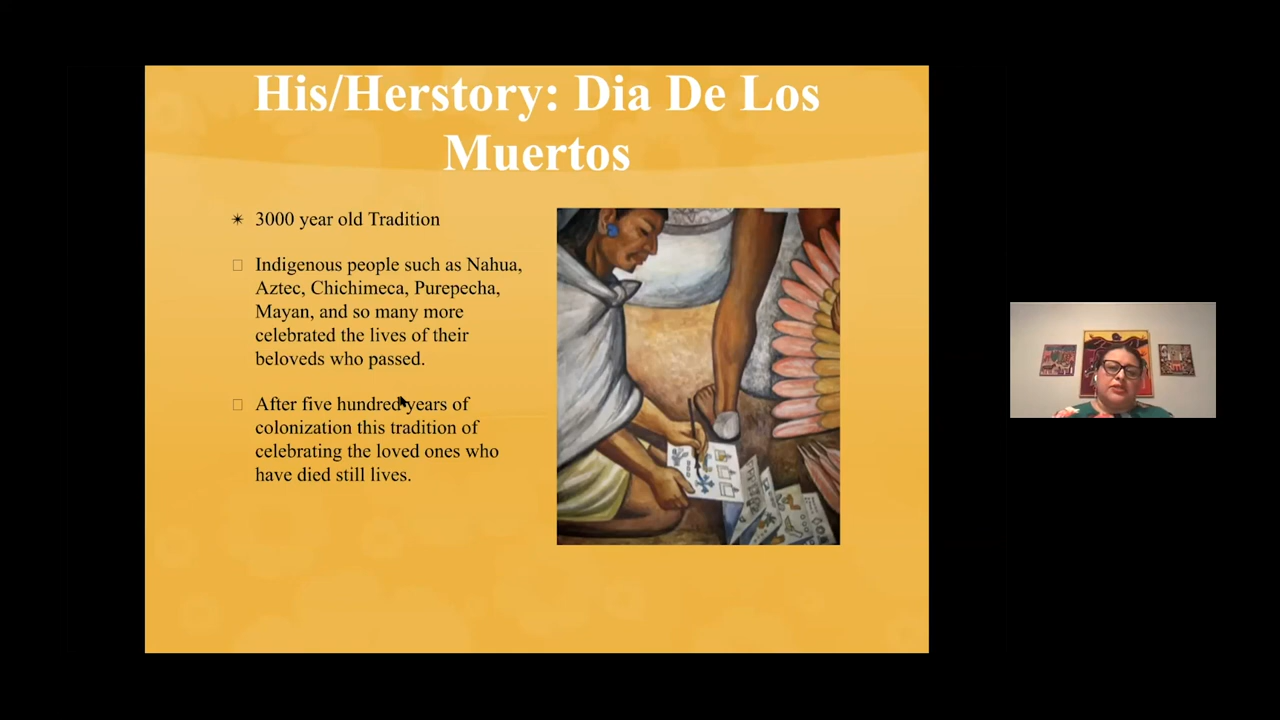 His/Herstory: Dia De Los
Muertos
3000 year old Tradition
Indigenous people such as Nahua,
Aztec, Chichimeca, Purepecha,
Mayan, and so many more
celebrated the lives of their
beloveds who passed.
After five hundred years of
colonization this tradition of
celebrating the loved ones who
have died still lives.